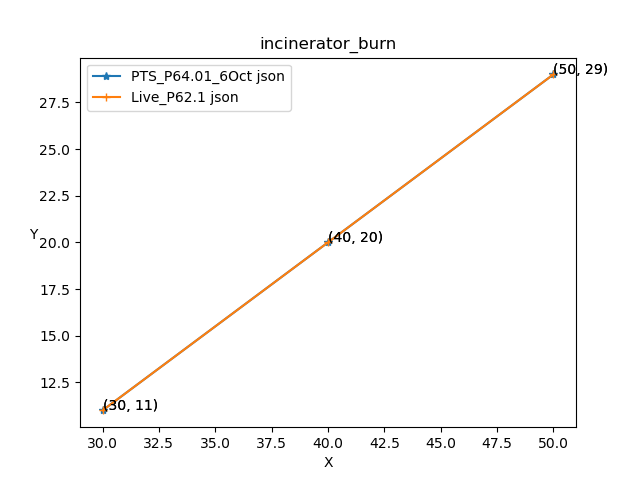 incinerator_burn
PTS_P64.01_6Oct json
Live_P62.1 json
(50, 29)
(40, 20)
(30, 11)
Y
27.5
25.0
22.5
20.0
17.5
15.0
12.5
30.0 32.5 35.0 37.5 40.0 42.5 45.0 47.5 50.0
X